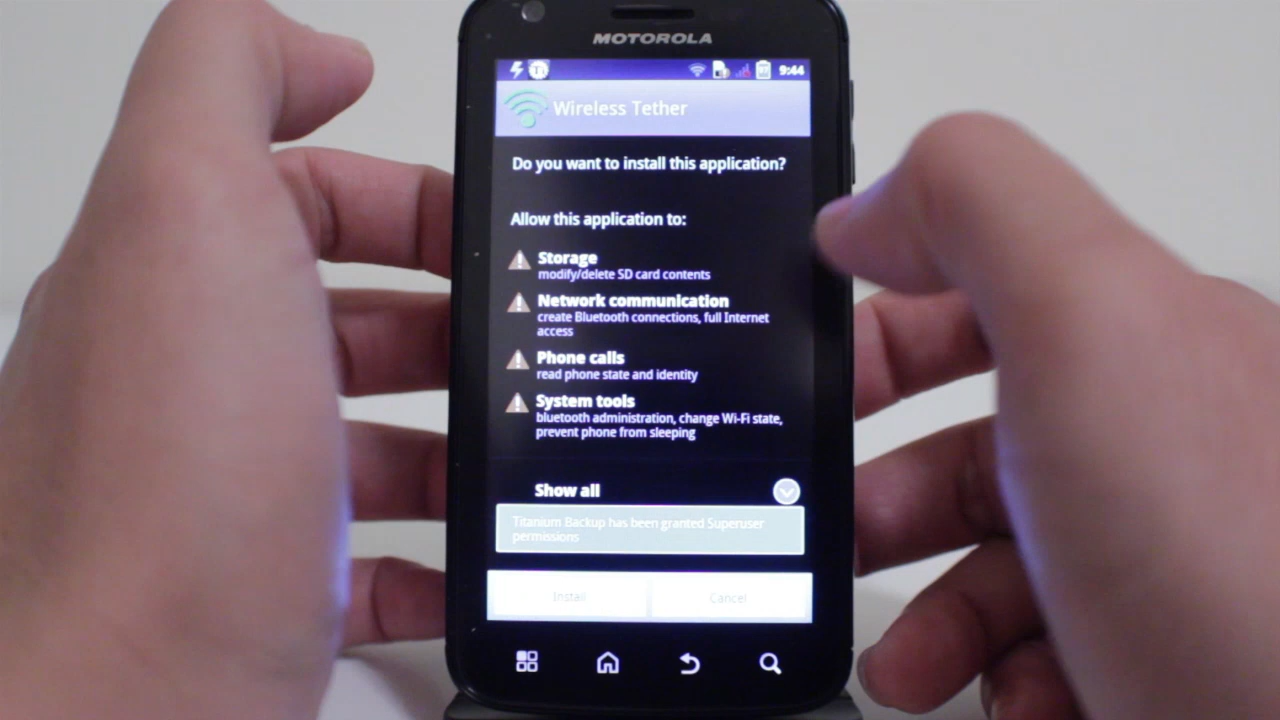 MOTOROLA
9:44
Wireless Tether
Do you want to install this application?
Allow this application to:
Storage
modify/delete SD card contents
Network communication
create Bluetooth connections, full Internet
access
Phone calls
read phone state and identity
System tools
bluetooth administration, change Wi-Fi state,
prevent phone from sleeping
Show all
Titanium Backup has been granted Superuser
permissions
Install
Cancel